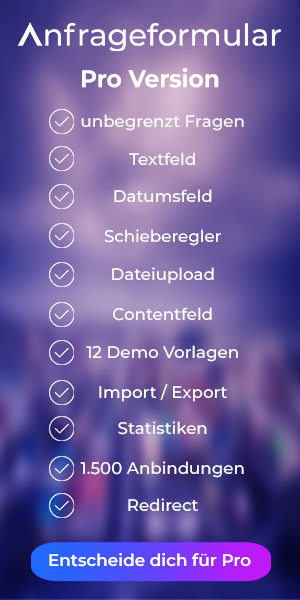 Anfrageformular
Pro Version
unbegrenzt Fragen
Textfeld
Datumsfeld
Schieberegler
Dateiupload
Contentfeld
12 Demo Vorlagen
Import / Export
Statistiken
1.500 Anbindungen
Redirect
Entscheide dich für Pro